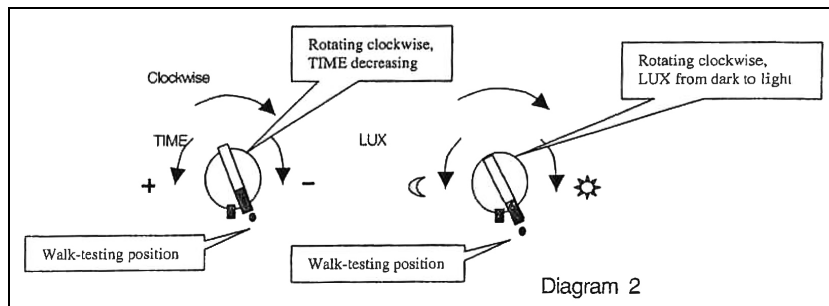 Rotating clockwise,
TIME decreasing
Rotating clockwise,
LUX from dark to light
Clockwise
TIME
LUX
+
-
Walk-testing position
Walk-testing position
Diagram 2